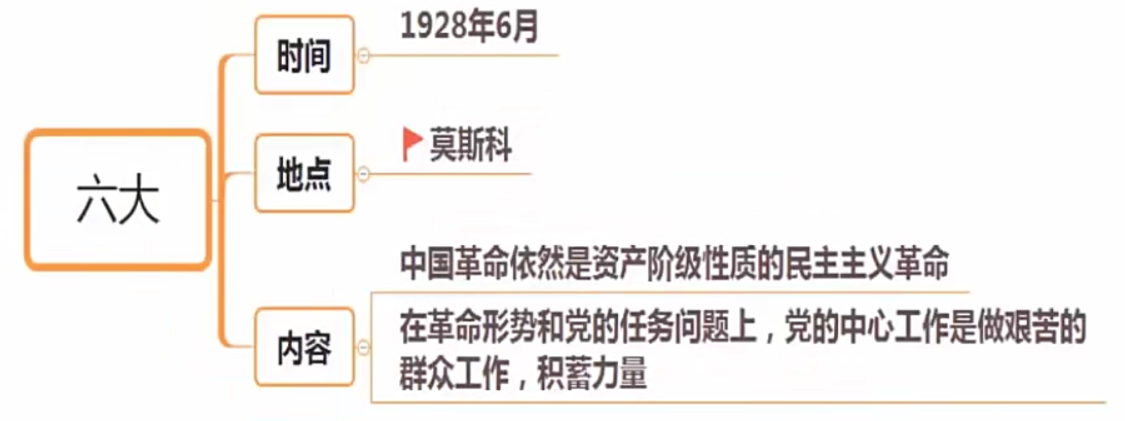 六大
时间
1928年6月
地点
莫斯科
内容
中国革命依然是资产阶级性质的民主主义革命
在革命形势和党的任务问题上，党的中心工作是做艰苦的
群众工作，积蓄力量